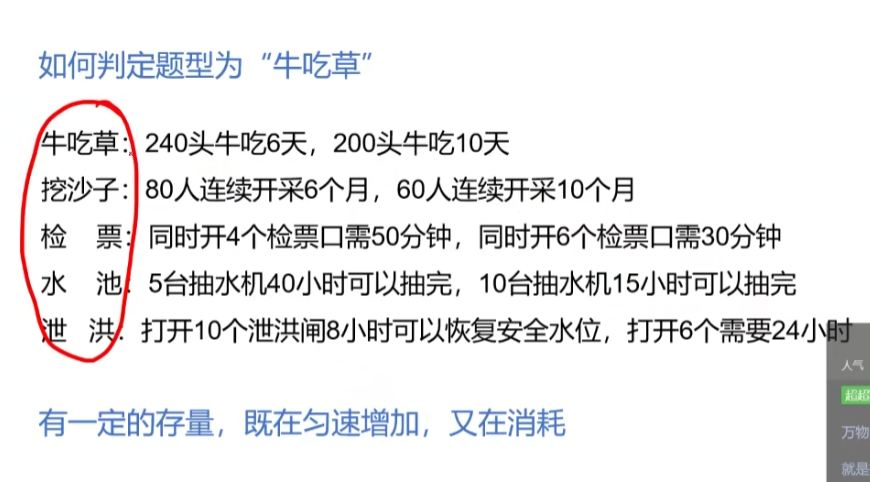 如何判定题型为“牛吃草”
牛吃草：240头牛吃6天，200头牛吃10天
挖沙子：80人连续开采6个月，60人连续开采10个月
检 票：同时开4个检票口需50分钟，同时开6个检票口需30分钟
水 池：5台抽水机40小时可以抽完，10台抽水机15小时可以抽完
泄 洪：打开10个泄洪闸8小时可以恢复安全水位，打开6个需要24小时
人气
超超
万物
就是
有一定的存量，既在匀速增加，又在消耗